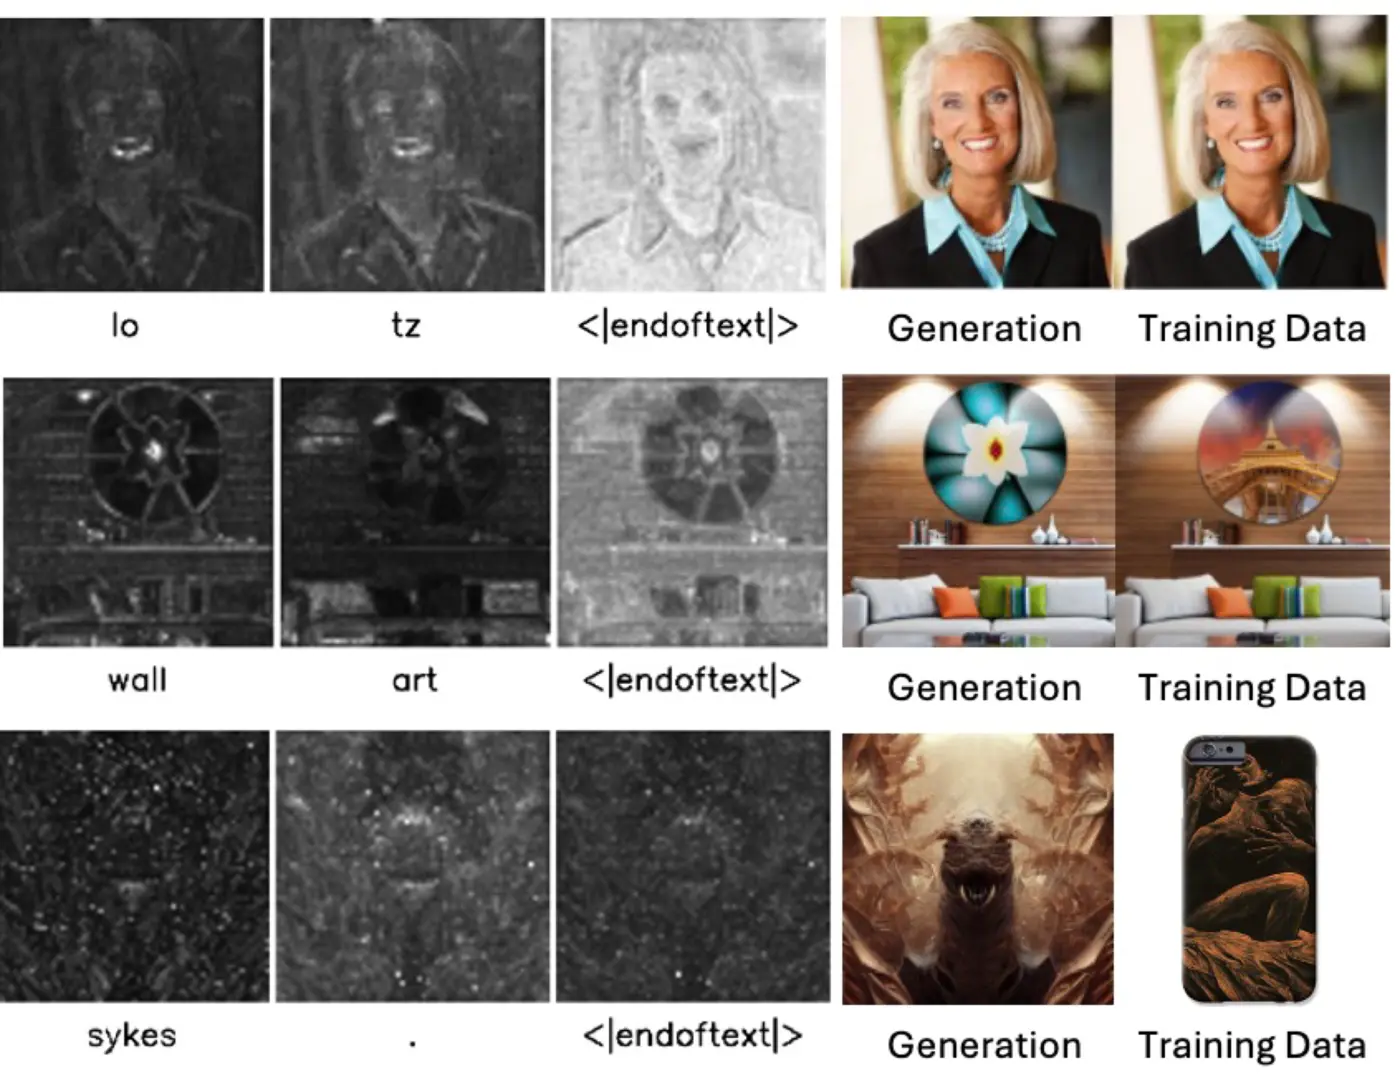 lo tz <|endoftext|> Generation Training Data
wall art <|endoftext|> Generation Training Data
sykes . <|endoftext|> Generation Training Data